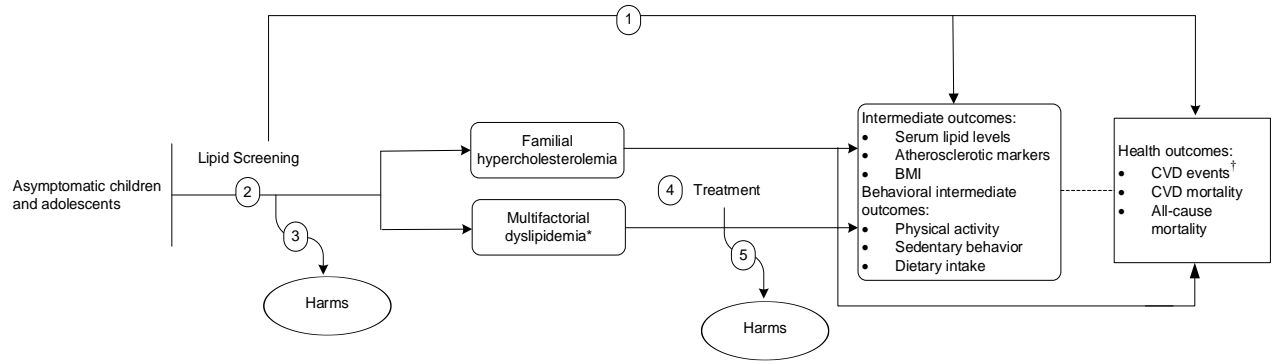 1
Lipid Screening
Asymptomatic children
and adolescents
2
3
Harms
Familial
hypercholesterolemia
Multifactorial
dyslipidemia*
4 Treatment
5
Harms
Intermediate outcomes:
● Serum lipid levels
● Atherosclerotic markers
● BMI
Behavioral intermediate
outcomes:
● Physical activity
● Sedentary behavior
● Dietary intake
Health outcomes:
● CVD events†
● CVD mortality
● All-cause
mortality